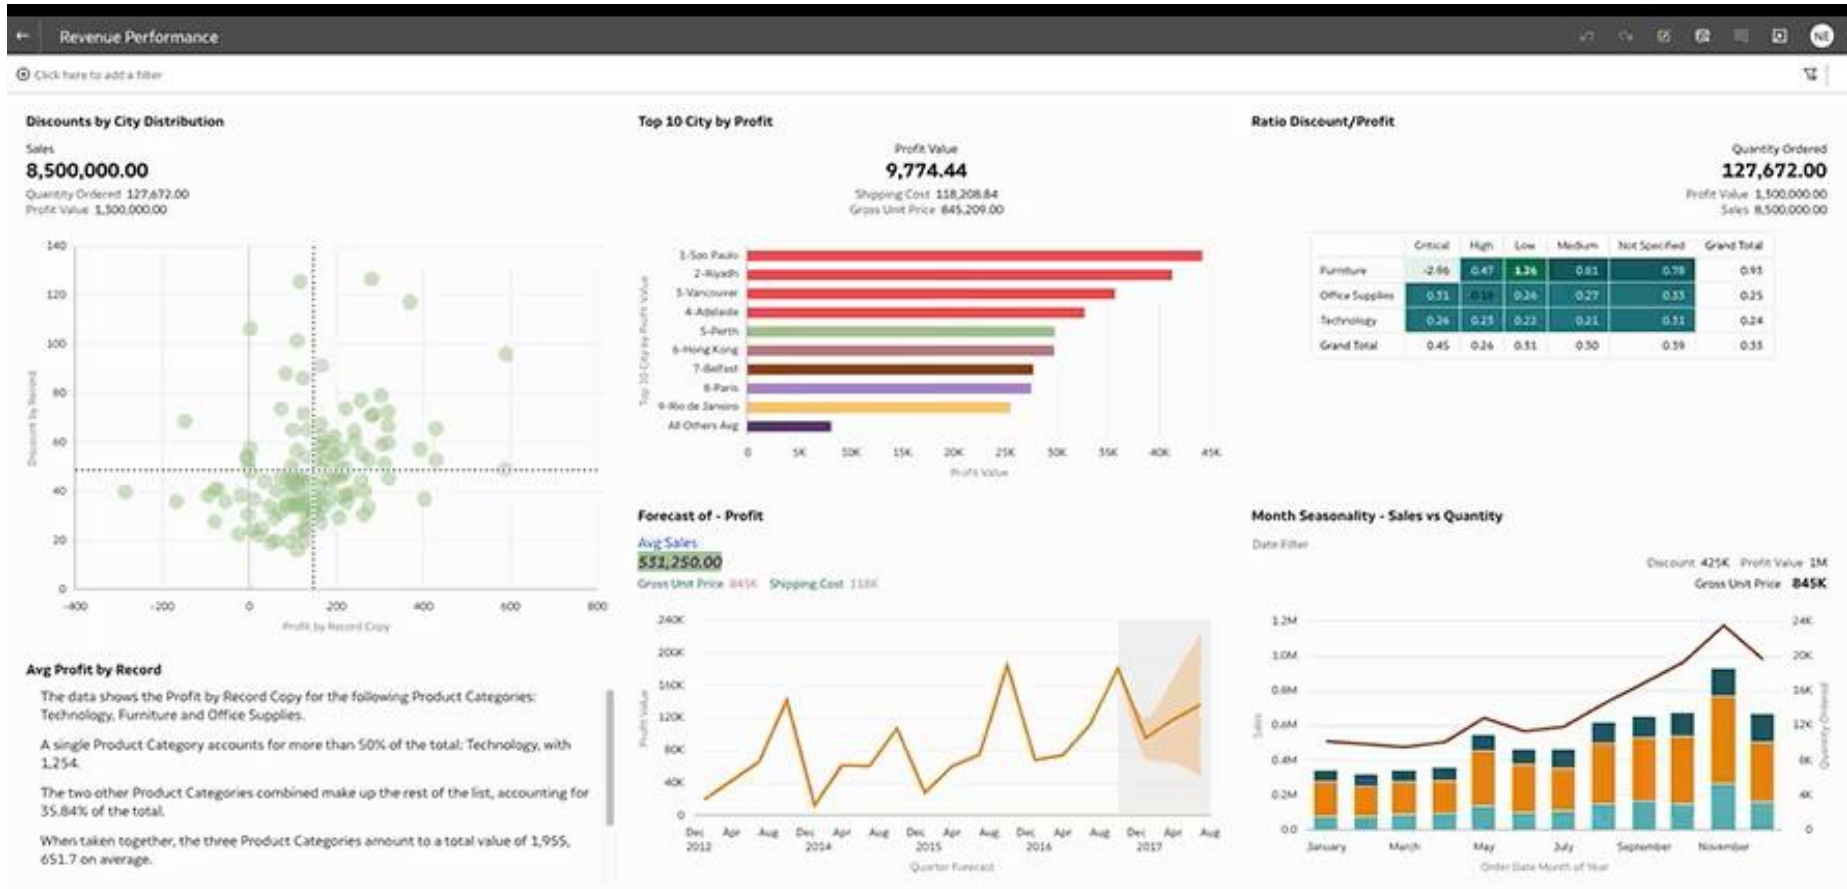 Revenue Performance
NE
Click here to add a filter
Discounts by City Distribution
Sales
8,500,000.00
Quantity Ordered 127,672.00
Profit Value 1,300,000.00
140
120
100
80
60
40
20
0
Discount by Record
-400 -200 0 200 400 600 800
Profit by Record Copy
Avg Profit by Record
The data shows the Profit by Record Copy for the following Product Categories:
Technology, Furniture and Office Supplies.
A single Product Category accounts for more than 50% of the total: Technology, with
1,254.
The two other Product Categories combined make up the rest of the list, accounting for
35.84% of the total.
When taken together, the three Product Categories amount to a total value of 1,955,
651.7 on average.
Top 10 City by Profit
Profit Value
9,774.44
Shipping Cost 118,208.84
Gross Unit Price 845,209.00
Top 10-City by Profit Value
1-Sao Paulo
2-Riyadh
3-Vancouver
4-Adelaide
5-Perth
6-Hong Kong
7-Belfast
8-Paris
9-Rio de Janeiro
All Others Avg
0 5K 10K 15K 20K 25K 30K 35K 40K 45K
Profit Value
Forecast of - Profit
Avg Sales
531,250.00
Gross Unit Price 845K Shipping Cost 118K
240K
200K
160K
120K
80K
40K
0
Profit Value
Dec Apr Aug Dec Apr Aug Dec Apr Aug Dec Apr Aug Dec Apr Aug
2012 2014 2015 2016 2017
Quarter Forecast
Ratio Discount/Profit
Quantity Ordered
127,672.00
Profit Value 1,300,000.00
Sales 8,500,000.00
Critical High Low Medium Not Specified Grand Total
Furniture -2.96 0.47 1.26 0.81 0.78 0.93
Office Supplies 0.31 0.26 0.27 0.33 0.25
Technology 0.26 0.23 0.22 0.21 0.31 0.24
Grand Total 0.45 0.26 0.31 0.30 0.39 0.33
Month Seasonality - Sales vs Quantity
Date Filter
Discount 425K Profit Value 1M
Gross Unit Price 845K
1.2M
1.0M
0.8M
0.6M
0.4M
0.2M
0.0
Sales
24K
20K
16K
12K
8K
4K
0
Quantity Ordered
January March May July September November
Order Date Month of Year